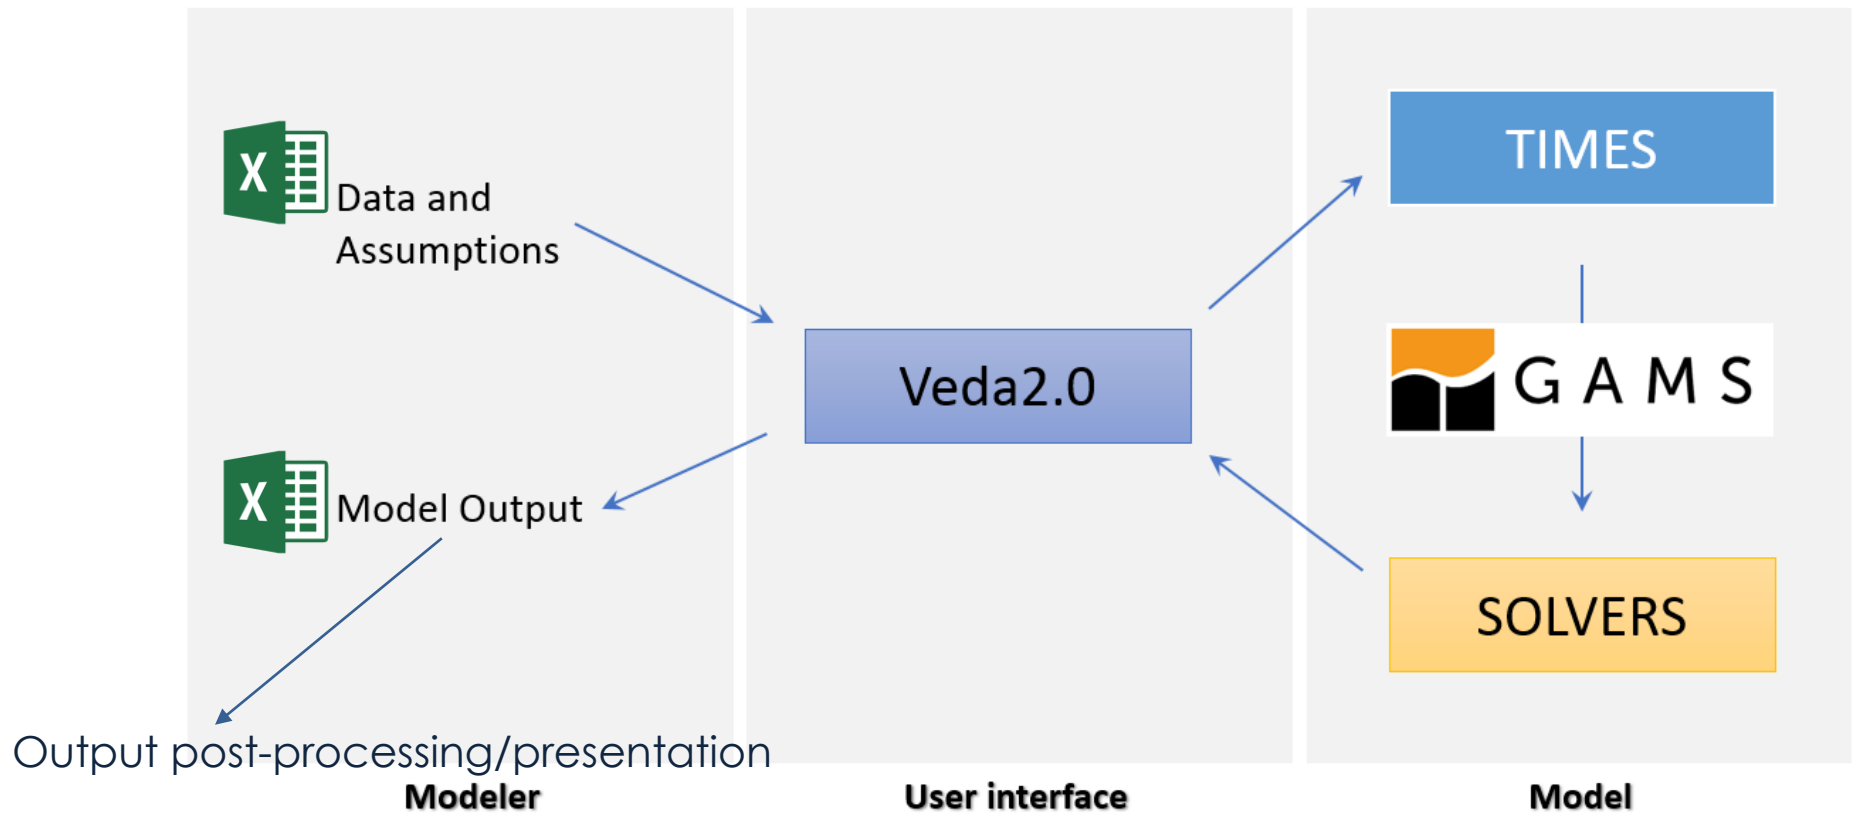 X
Data and
Assumptions
X
Model Output
Output post-processing/presentation
Modeler
Veda2.0
User interface
TIMES
GAMS
SOLVERS
Model